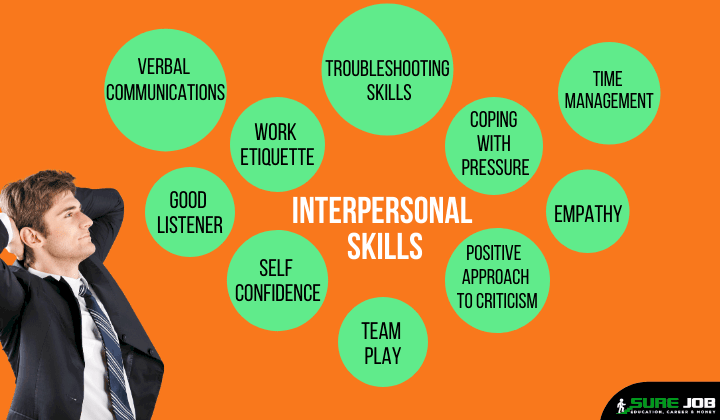 VERBAL
COMMUNICATIONS
TROUBLESHOOTING
SKILLS
TIME
MANAGEMENT
WORK
ETIQUETTE
COPING
WITH
PRESSURE
GOOD
LISTENER
INTERPERSONAL
SKILLS
EMPATHY
SELF
CONFIDENCE
POSITIVE
APPROACH
TO CRITICISM
TEAM
PLAY
SURE JOB
EDUCATION, CAREER & MONEY